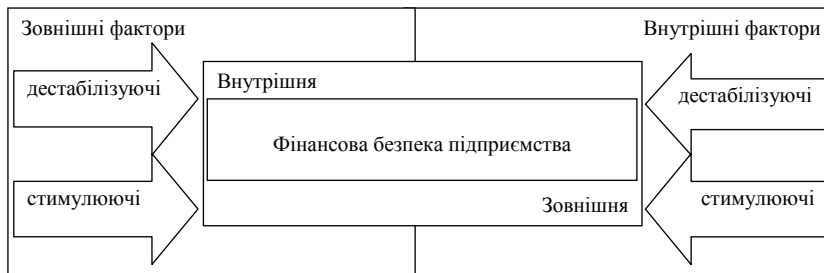 Зовнішні фактори
Внутрішні фактори
дестабілізуючі
Внутрішня
дестабілізуючі
Фінансова безпека підприємства
стимулюючі
Зовнішня
стимулюючі